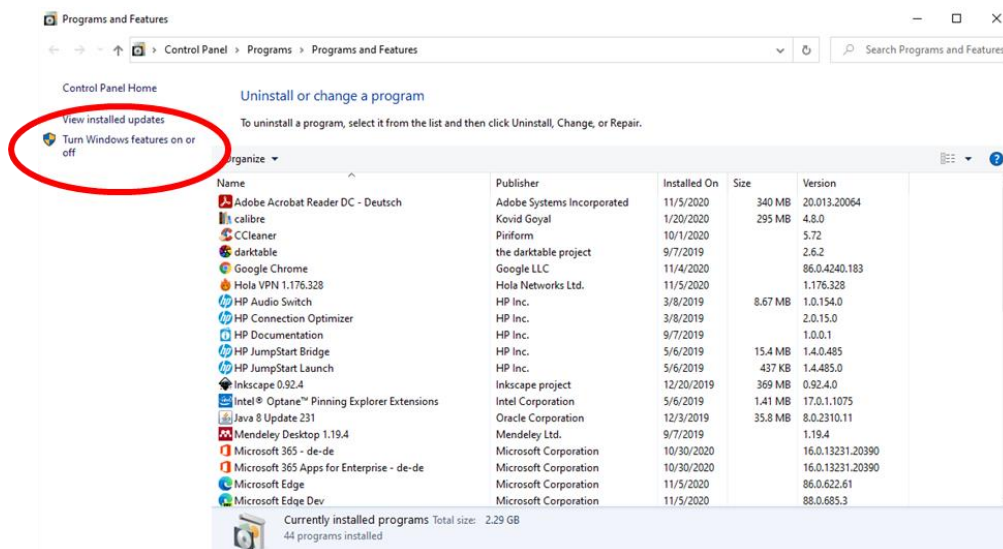 Programs and Features
Control Panel > Programs > Programs and Features
Search Programs and Features
Control Panel Home
View installed updates
Turn Windows features on or
off
Uninstall or change a program
To uninstall a program, select it from the list and then click Uninstall, Change, or Repair.
Organize
Name Publisher Installed On Size Version
Adobe Acrobat Reader DC - Deutsch Adobe Systems Incorporated 11/5/2020 340 MB 20.013.20064
calibre Kovid Goyal 1/20/2020 295 MB 4.8.0
CCleaner Piriform 10/1/2020 5.72
darktable the darktable project 9/7/2019 2.6.2
Google Chrome Google LLC 11/4/2020 86.0.4240.183
Hola VPN 1.176.328 Hola Networks Ltd. 11/5/2020 1.176.328
HP Audio Switch HP Inc. 3/8/2019 8.67 MB 1.0.154.0
HP Connection Optimizer HP Inc. 3/8/2019 2.0.15.0
HP Documentation HP Inc. 9/7/2019 1.0.0.1
HP JumpStart Bridge HP Inc. 5/6/2019 15.4 MB 1.4.0.485
HP JumpStart Launch HP Inc. 5/6/2019 437 KB 1.4.485.0
Inkscape 0.92.4 Inkscape project 12/20/2019 369 MB 0.92.4.0
Intel® Optane™ Pinning Explorer Extensions Intel Corporation 5/6/2019 1.41 MB 17.0.1.1075
Java 8 Update 231 Oracle Corporation 12/3/2019 35.8 MB 8.0.2310.11
Mendeley Desktop 1.19.4 Mendeley Ltd. 9/7/2019 1.19.4
Microsoft 365 - de-de Microsoft Corporation 10/30/2020 16.0.13231.20390
Microsoft 365 Apps for Enterprise - de-de Microsoft Corporation 10/30/2020 16.0.13231.20390
Microsoft Edge Microsoft Corporation 11/5/2020 86.0.622.61
Microsoft Edge Dev Microsoft Corporation 11/5/2020 88.0.685.3
Currently installed programs Total size: 2.29 GB
44 programs installed